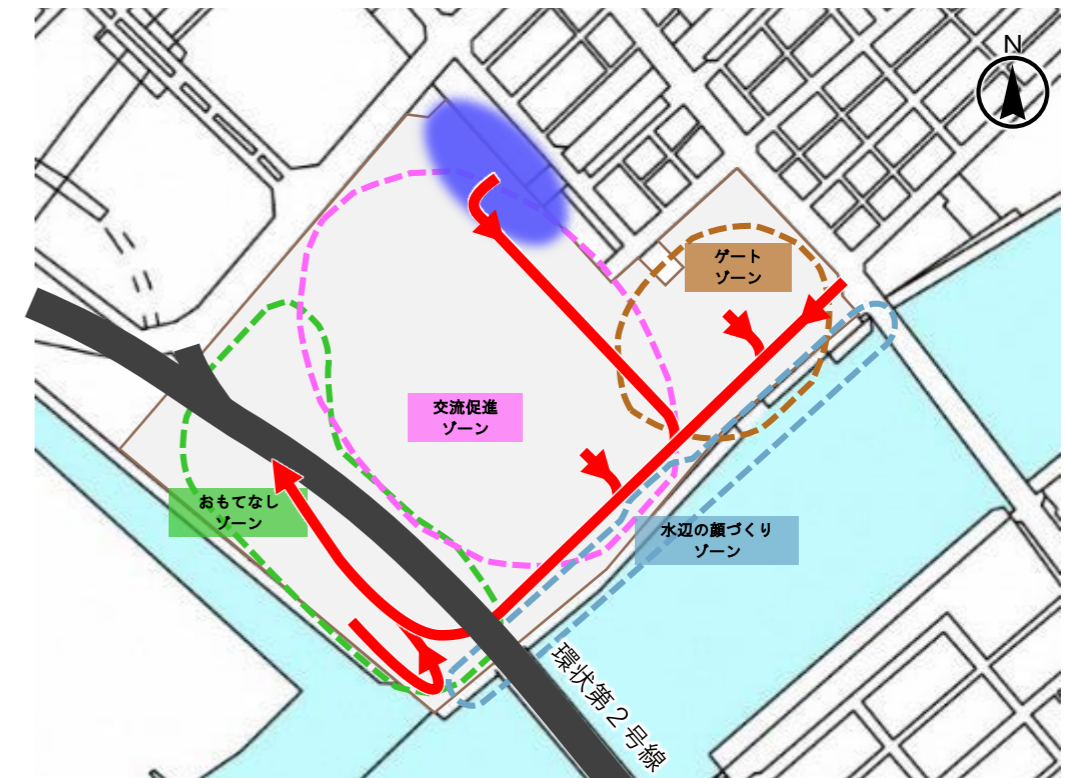 N
ゲート
ゾーン
交流促進
ゾーン
おもてなし
ゾーン
水辺の顔づくり
ゾーン
環状第２号線